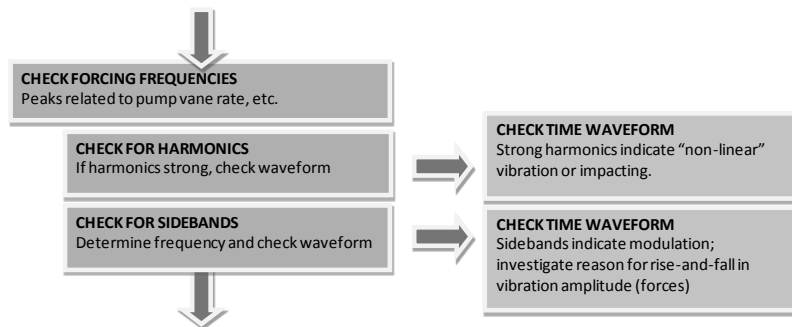 CHECK FORCING FREQUENCIES
Peaks related to pump vane rate, etc.
CHECK FOR HARMONICS
If harmonics strong, check waveform
CHECK TIME WAVEFORM
Strong harmonics indicate “non-linear”
vibration or impacting.
CHECK FOR SIDEBANDS
Determine frequency and check waveform
CHECK TIME WAVEFORM
Sidebands indicate modulation;
investigate reason for rise-and-fall in
vibration amplitude (forces)